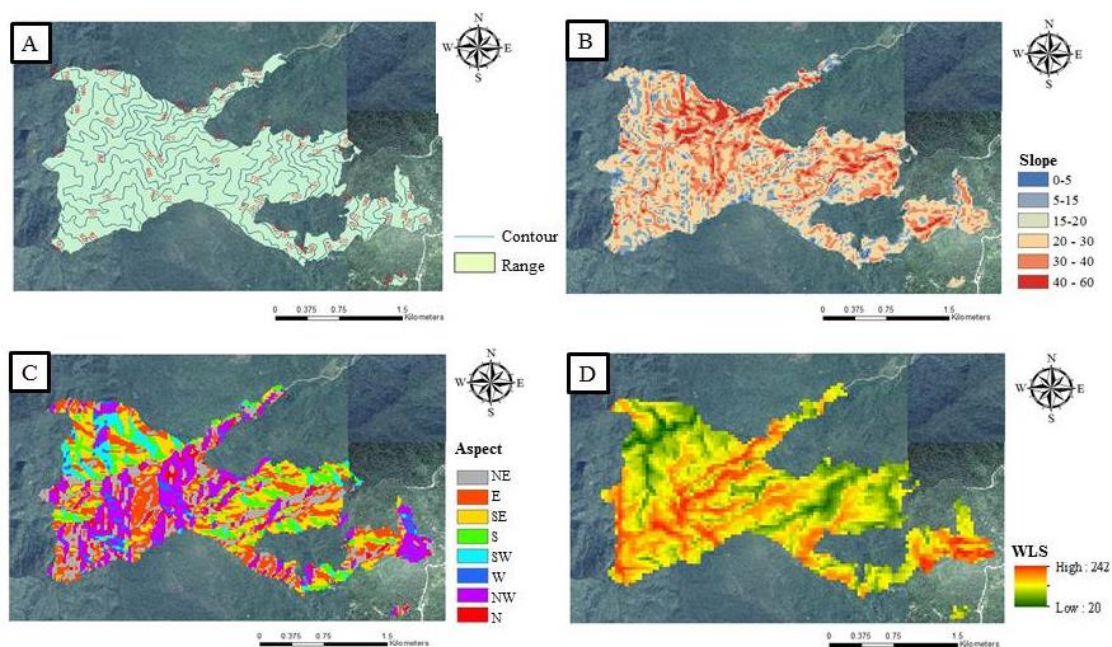 A
N
W E
S
Contour
Range
0 0.375 0.75 1.5
Kilometers
B
N
W E
S
Slope
0-5
5-15
15-20
20 - 30
30 - 40
40 - 60
0 0.375 0.75 1.5
Kilometers
C
N
W E
S
Aspect
NE
E
SE
S
SW
W
NW
N
0 0.375 0.75 1.5
Kilometers
D
N
W E
S
WLS
High : 242
Low : 20
0 0.375 0.75 1.5
Kilometers